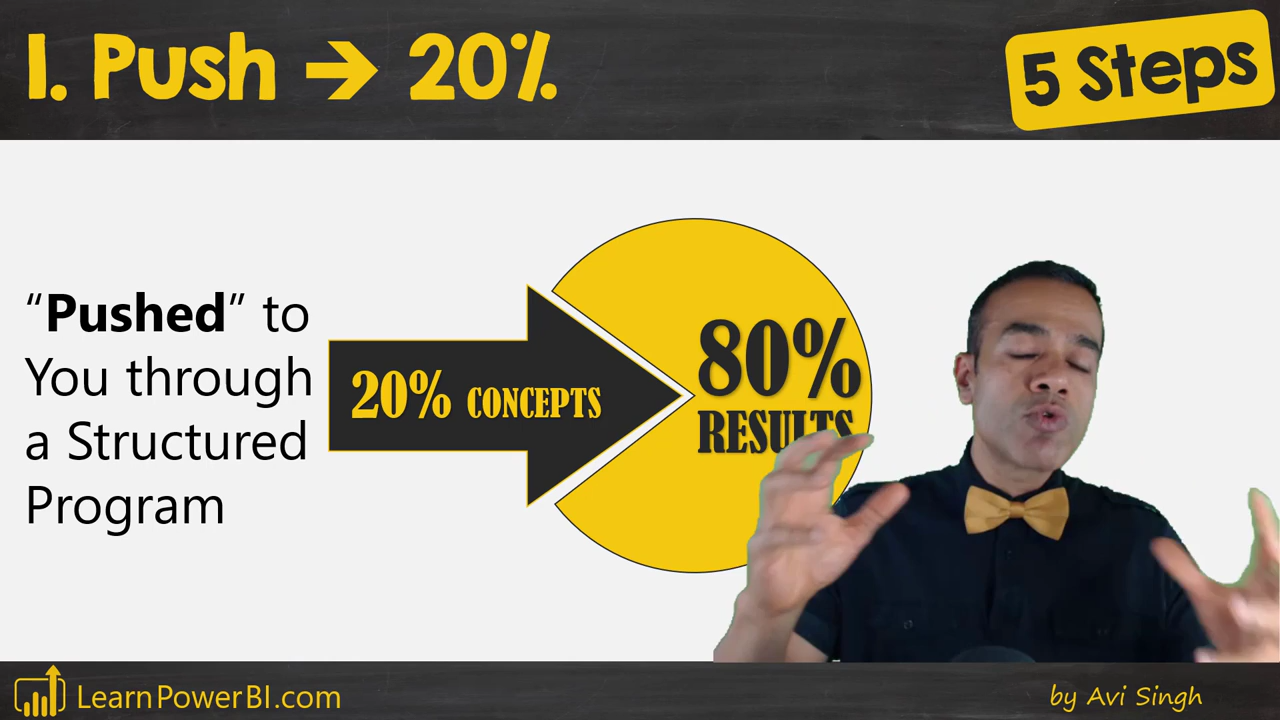 1. Push → 20%
5 Steps
“Pushed” to
You through
a Structured
Program
20% CONCEPTS
80%
RESULTS
LearnPowerBI.com
by Avi Singh